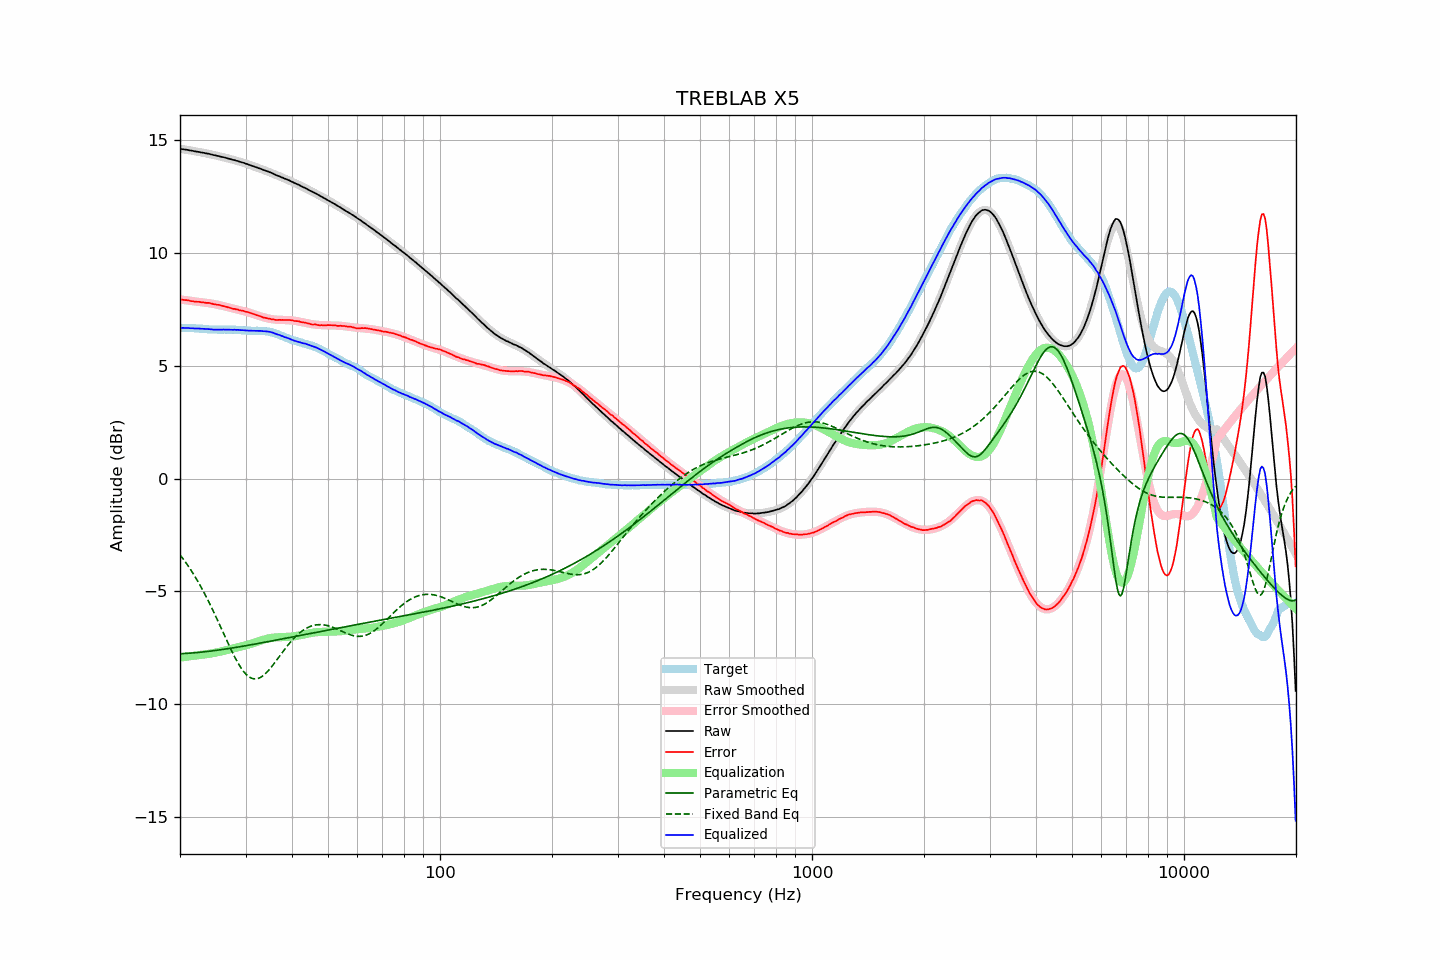 TREBLAB X5
Amplitude (dBr)
15
10
5
0
−5
−10
−15
Target
Raw Smoothed
Error Smoothed
Raw
Error
Equalization
Parametric Eq
Fixed Band Eq
Equalized
100
1000
10000
Frequency (Hz)